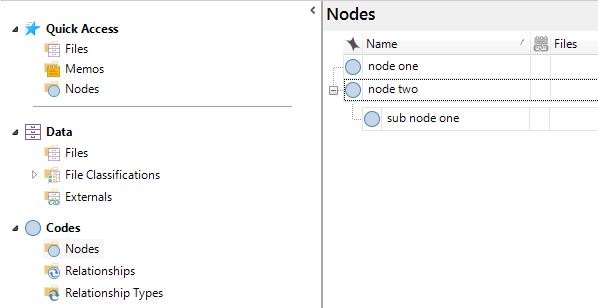 Quick Access
Files
Memos
Nodes
Data
Files
File Classifications
Externals
Codes
Nodes
Relationships
Relationship Types
Nodes
Name Files
node one
node two
sub node one